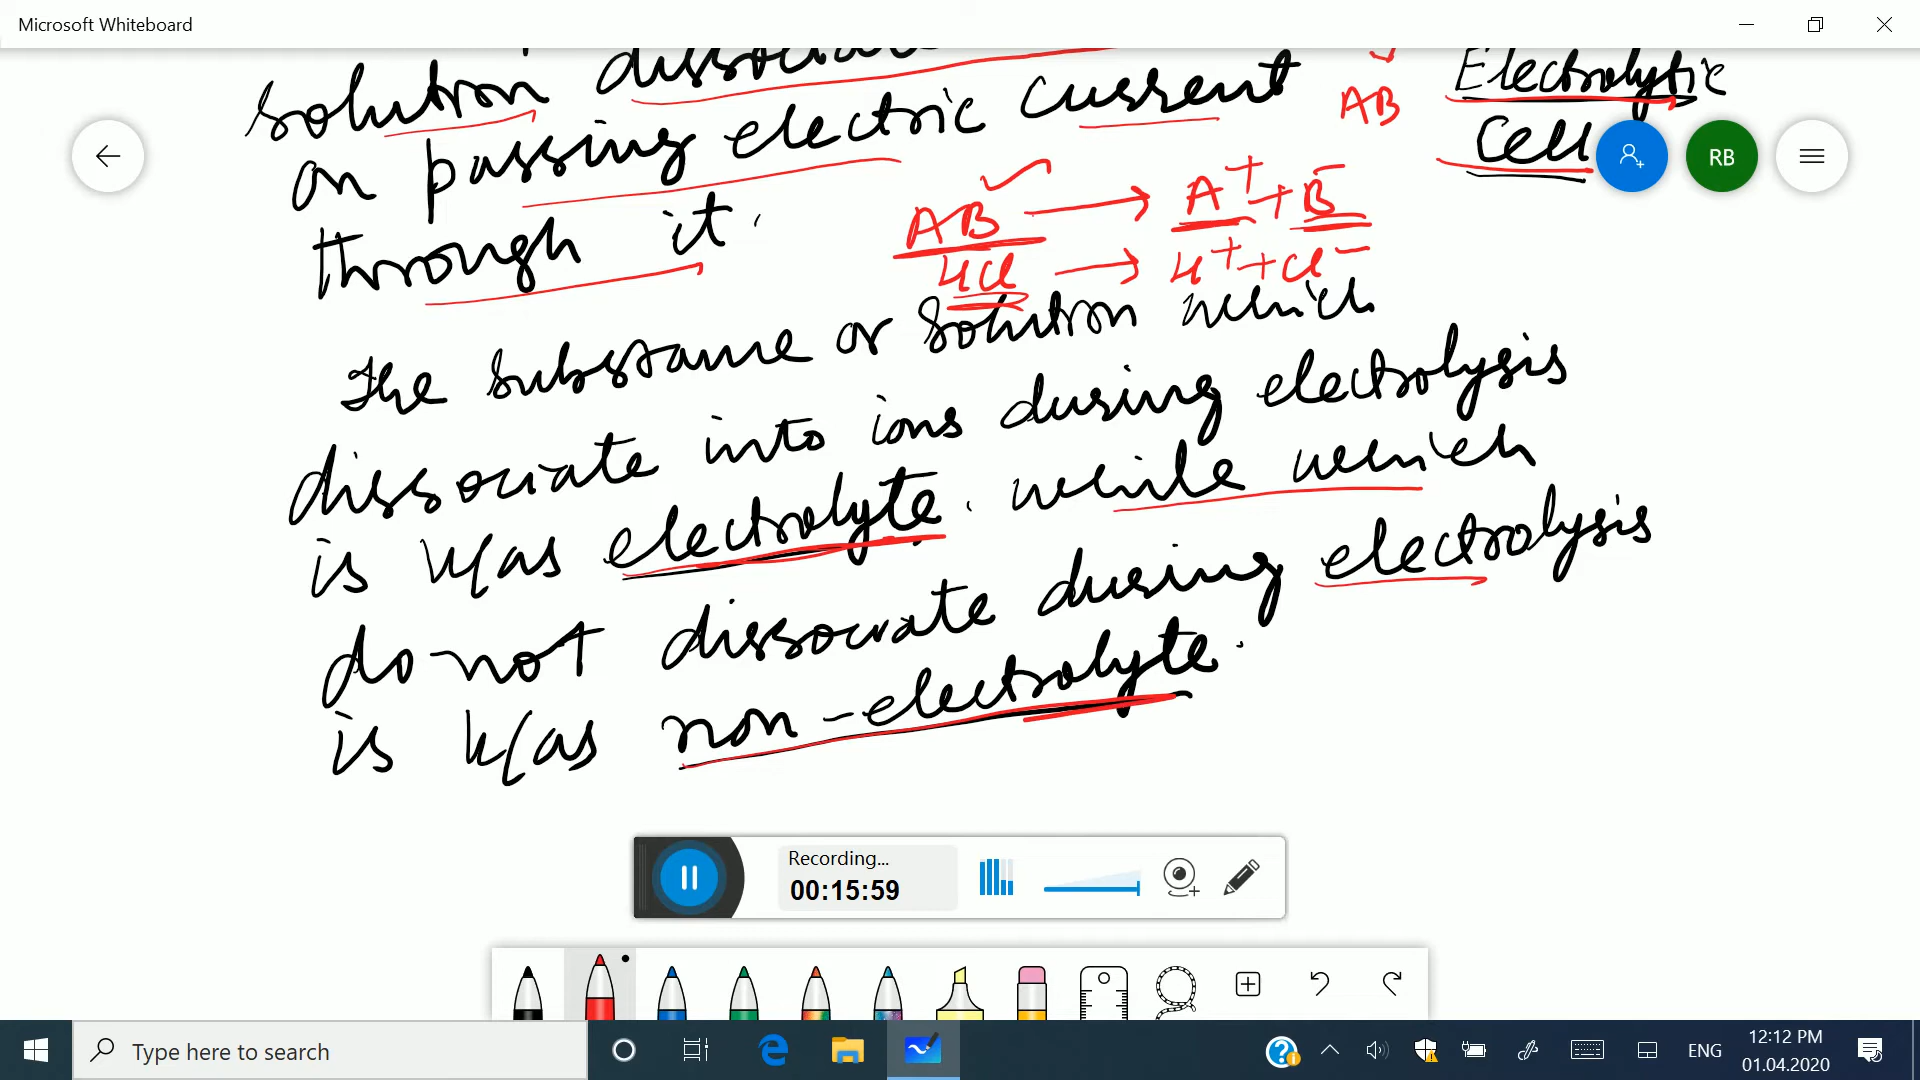 Microsoft Whiteboard
solution
on passing electric current
through it.
AB
Electrolytic
Cell
RB
AB → A+ + B-
HCl → H+ + Cl-
The substance or solution which
dissociate into ions during electrolysis
is k/as electrolyte. while which
do not dissociate during electrolysis
is k/as non-electrolyte.
Recording...
00:15:59
Type here to search
ENG
12:12 PM
01.04.2020